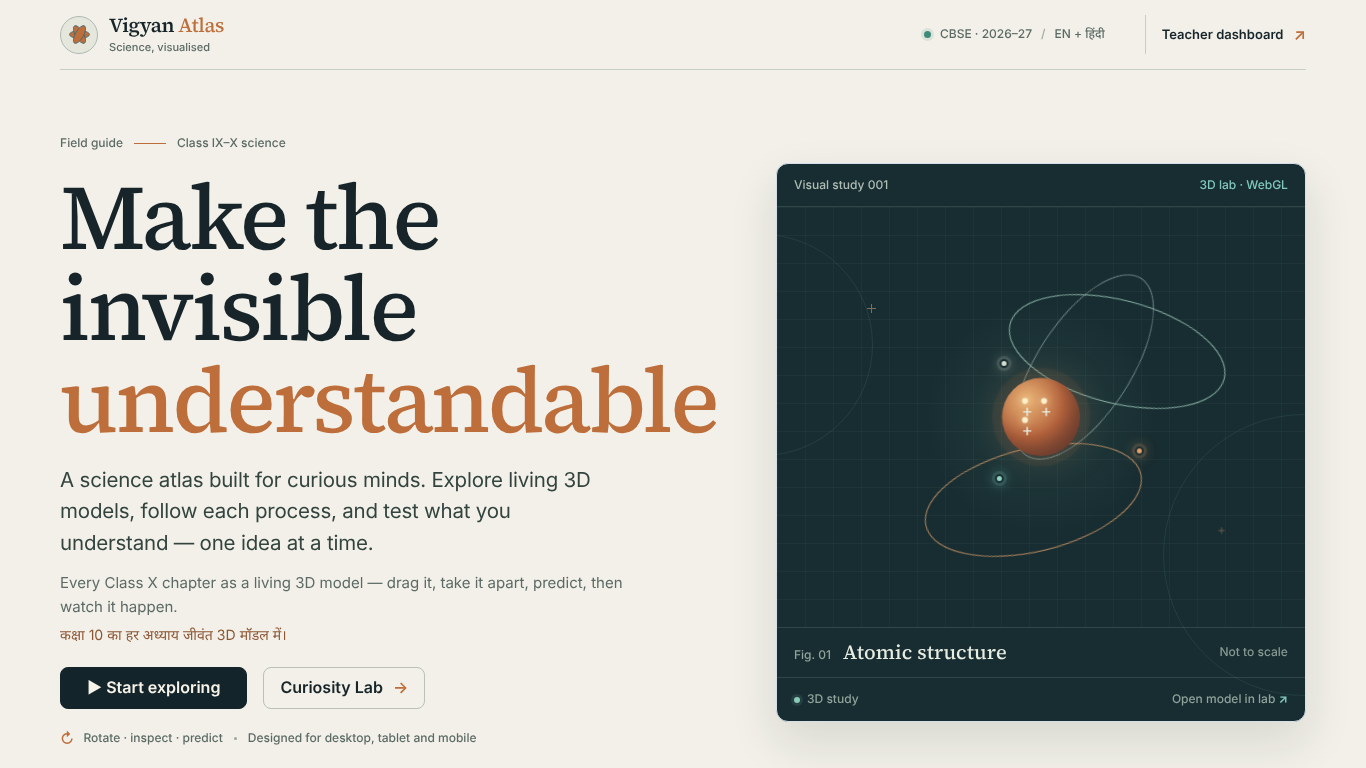 Vigyan Atlas
Science, visualised
CBSE · 2026–27 / EN + हिंदी
Teacher dashboard
Field guide
Class IX–X science
Make the
invisible
understandable
A science atlas built for curious minds. Explore living 3D
models, follow each process, and test what you
understand — one idea at a time.
Every Class X chapter as a living 3D model — drag it, take it apart, predict, then
watch it happen.
कक्षा 10 का हर अध्याय जीवंत 3D मॉडल में।
Start exploring
Curiosity Lab →
Rotate · inspect · predict • Designed for desktop, tablet and mobile
Visual study 001
3D lab · WebGL
Fig. 01 Atomic structure
Not to scale
3D study
Open model in lab